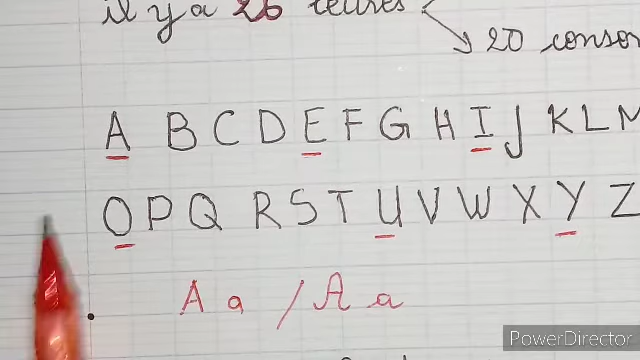 il y a 26 lettres
20 conson
A B C D E F G H I J K L M
O P Q R S T U V W X Y Z
A a / A a
PowerDirector